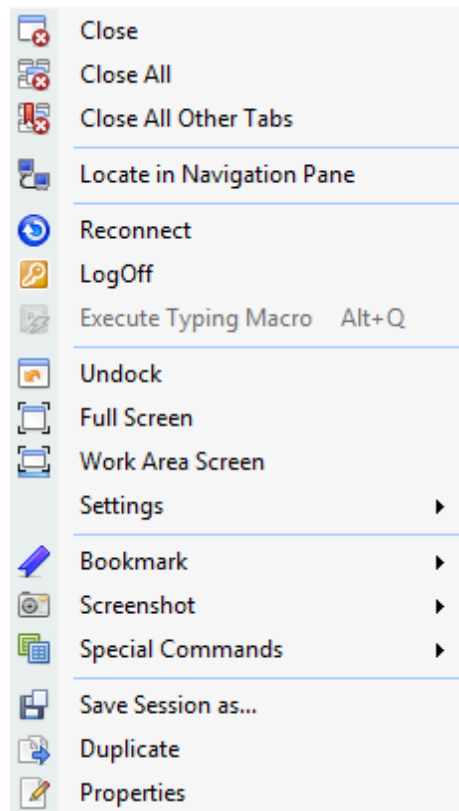 Close
Close All
Close All Other Tabs
Locate in Navigation Pane
Reconnect
LogOff
Execute Typing Macro Alt+Q
Undock
Full Screen
Work Area Screen
Settings
Bookmark
Screenshot
Special Commands
Save Session as...
Duplicate
Properties